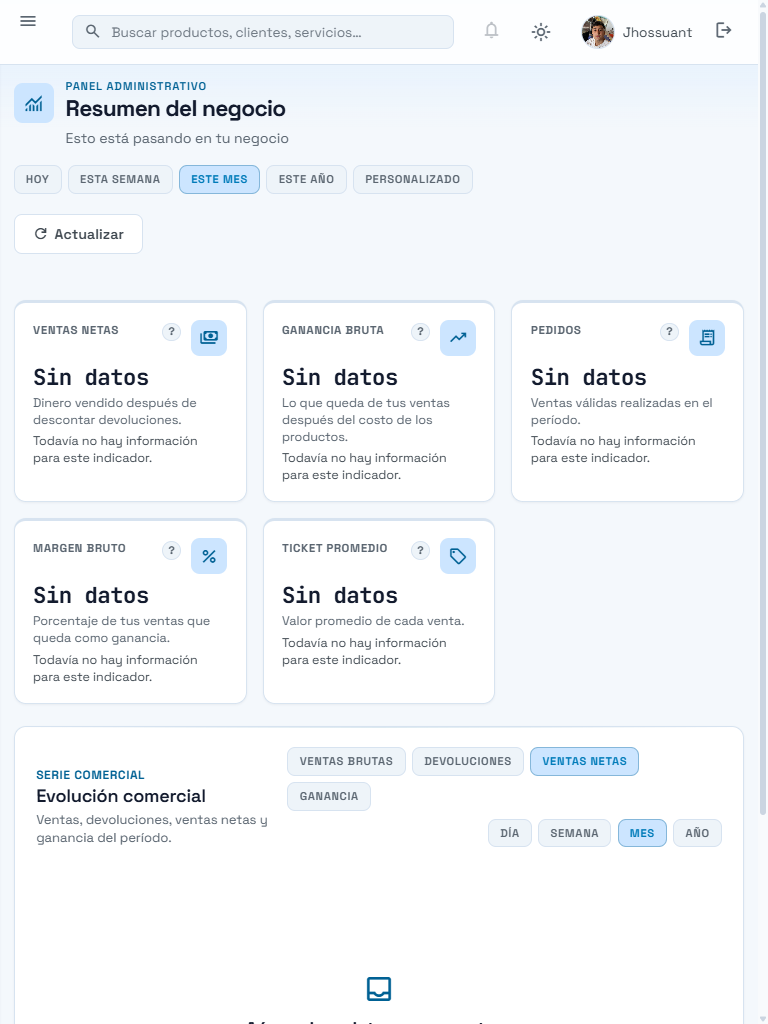 Buscar productos, clientes, servicios...
Jhossuant
PANEL ADMINISTRATIVO
Resumen del negocio
Esto está pasando en tu negocio
HOY
ESTA SEMANA
ESTE MES
ESTE AÑO
PERSONALIZADO
Actualizar
VENTAS NETAS
?
Sin datos
Dinero vendido después de
descontar devoluciones.
Todavía no hay información
para este indicador.
GANANCIA BRUTA
?
Sin datos
Lo que queda de tus ventas
después del costo de los
productos.
Todavía no hay información
para este indicador.
PEDIDOS
?
Sin datos
Ventas válidas realizadas en el
período.
Todavía no hay información
para este indicador.
MARGEN BRUTO
?
Sin datos
Porcentaje de tus ventas que
queda como ganancia.
Todavía no hay información
para este indicador.
TICKET PROMEDIO
?
Sin datos
Valor promedio de cada venta.
Todavía no hay información
para este indicador.
SERIE COMERCIAL
Evolución comercial
Ventas, devoluciones, ventas netas y
ganancia del período.
VENTAS BRUTAS
DEVOLUCIONES
VENTAS NETAS
GANANCIA
DÍA
SEMANA
MES
AÑO